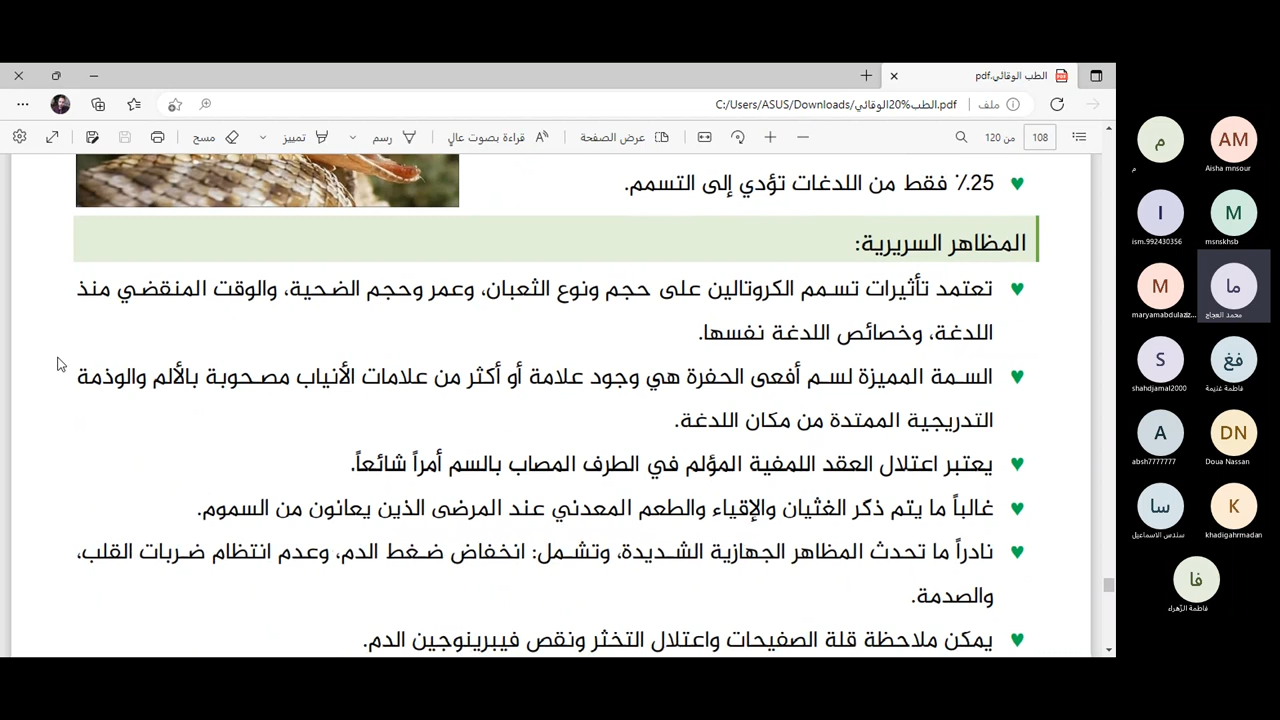 الطب الوقائي.pdf
ملف
C:/Users/ASUS/Downloads/الطب%20الوقائي.pdf
108
من 120
عرض الصفحة
قراءة بصوت عالٍ
رسم
تمييز
مسح
25٪ فقط من اللدغات تؤدي إلى التسمم.
المظاهر السريرية:
تعتمد تأثيرات تسمم الكروتالين على حجم ونوع الثعبان، وعمر وحجم الضحية، والوقت المنقضي منذ
اللدغة، وخصائص اللدغة نفسها.
السمة المميزة لسم أفعى الحفرة هي وجود علامة أو أكثر من علامات الأنياب مصحوبة بالألم والوذمة
التدريجية الممتدة من مكان اللدغة.
يعتبر اعتلال العقد اللمفية المؤلم في الطرف المصاب بالسم أمراً شائعاً.
غالباً ما يتم ذكر الغثيان والإقياء والطعم المعدني عند المرضى الذين يعانون من السموم.
نادراً ما تحدث المظاهر الجهازية الشديدة، وتشمل: انخفاض ضغط الدم، وعدم انتظام ضربات القلب،
والصدمة.
يمكن ملاحظة قلة الصفيحات واعتلال التخثر ونقص فيبرينوجين الدم.
م
م
AM
Aisha mnsour
I
ism.992430356
M
msnskhsb
M
maryamabdulaziz...
ما
محمد العجاج
S
shahdjamal2000
فغ
فاطمة غنيمة
A
absh7777777
DN
Doua Nassan
سا
سندس الاسماعيل
K
khadigahrmadan
فا
فاطمة الزهراء